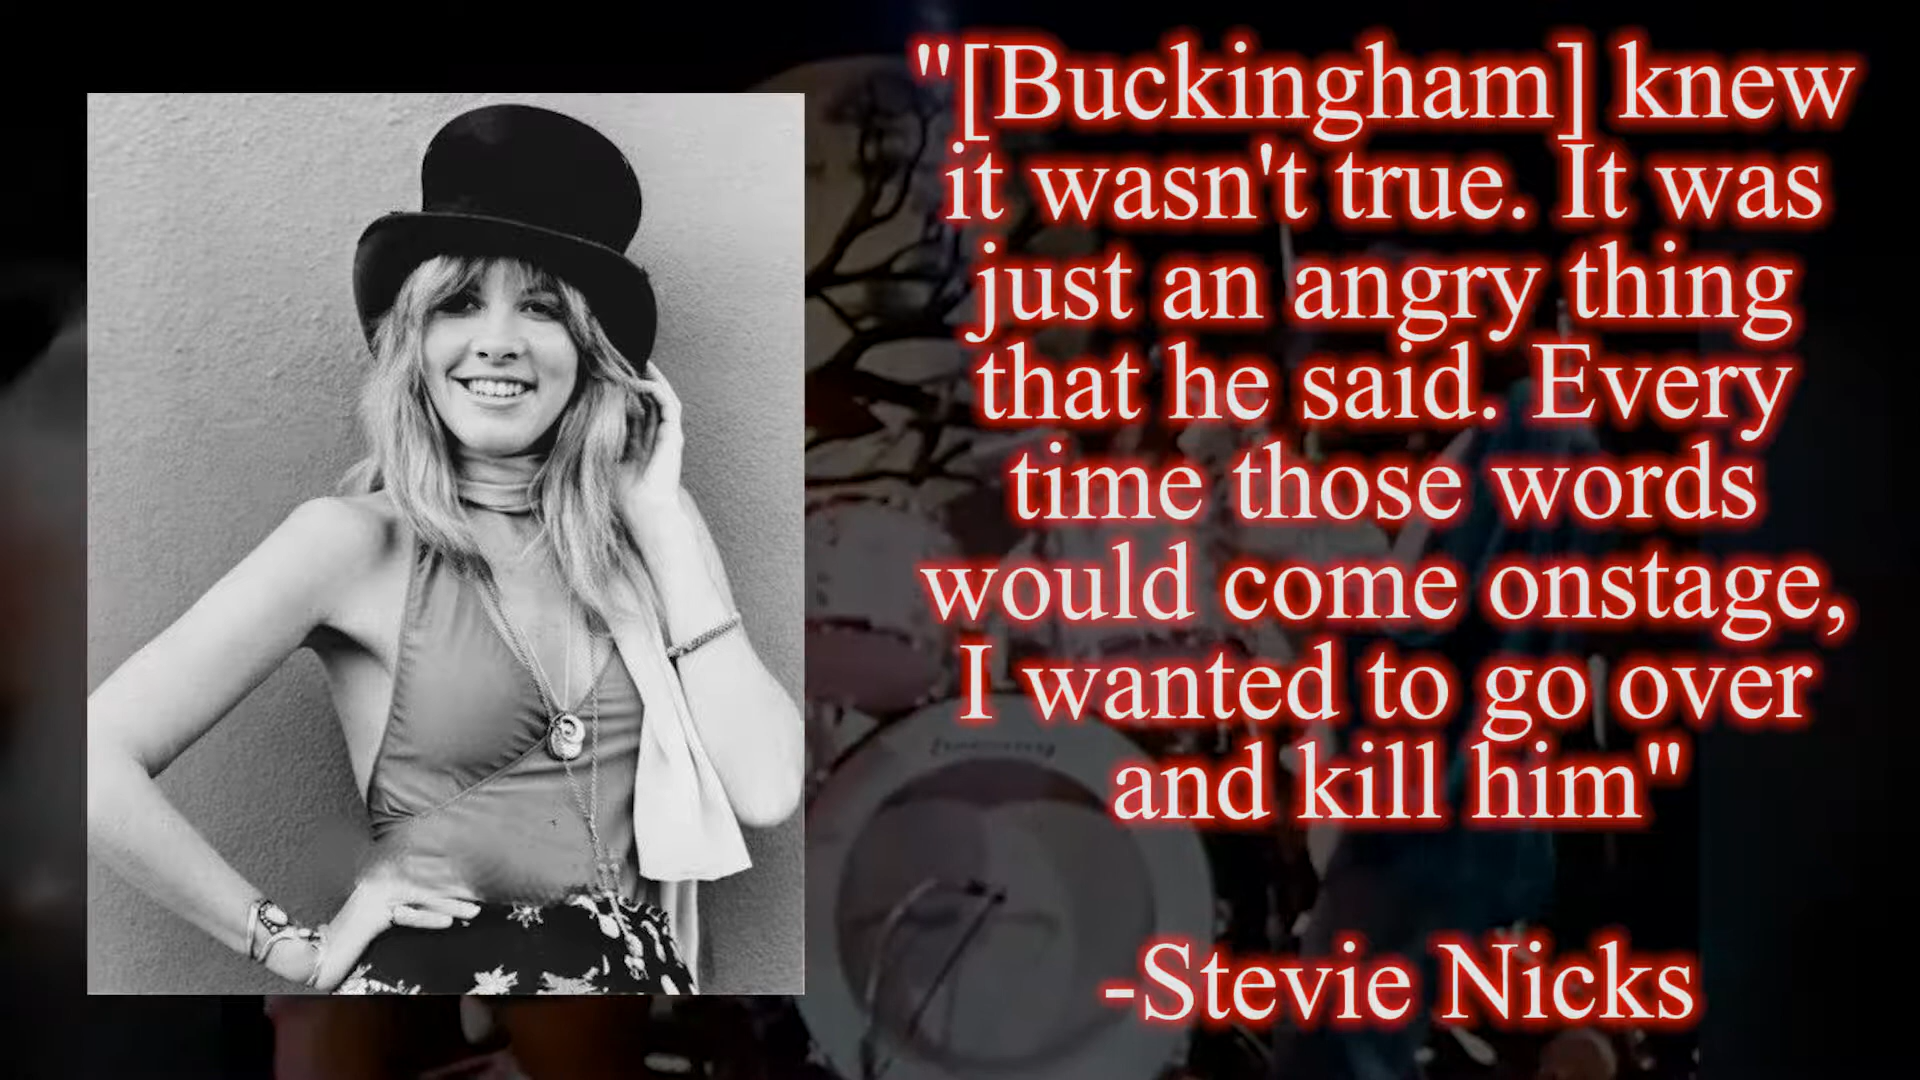 "[Buckingham] knew
it wasn't true. It was
just an angry thing
that he said. Every
time those words
would come onstage,
I wanted to go over
and kill him"
-Stevie Nicks